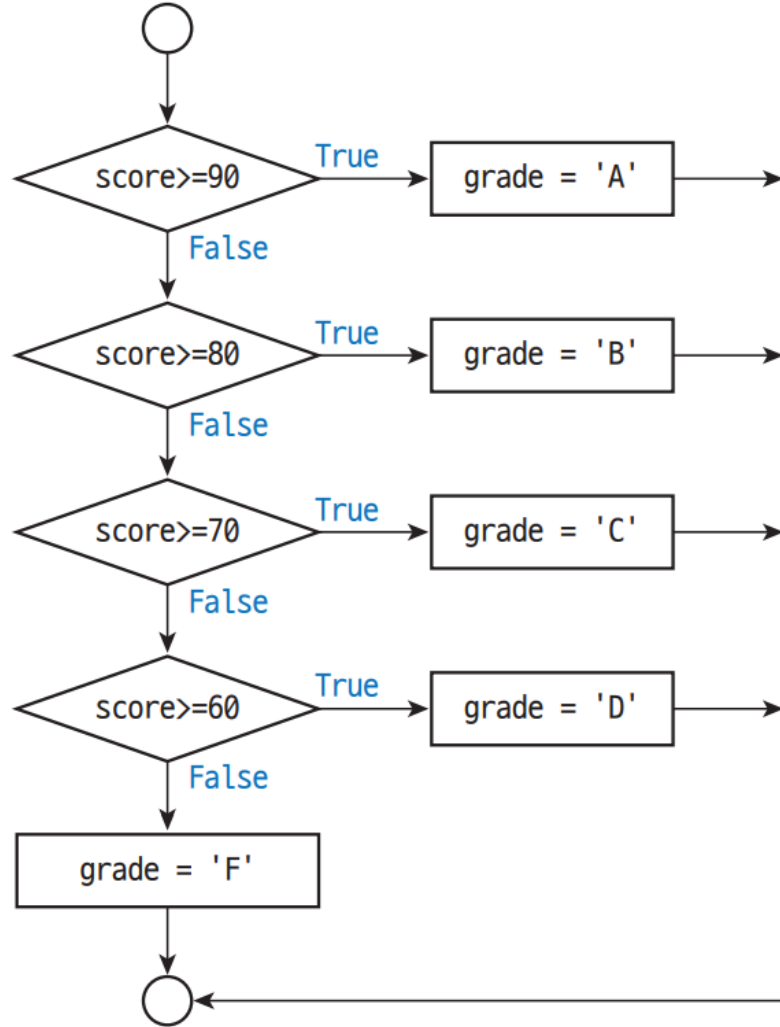 score>=90
True
grade = 'A'
False
score>=80
True
grade = 'B'
False
score>=70
True
grade = 'C'
False
score>=60
True
grade = 'D'
False
grade = 'F'